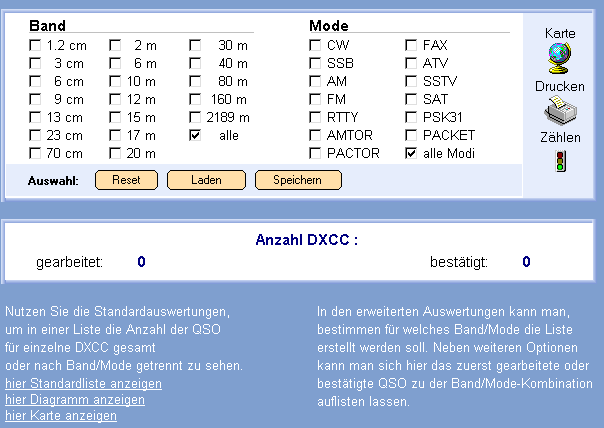 Band
Mode
1.2 cm
2 m
30 m
CW
FAX
3 cm
6 m
40 m
SSB
ATV
6 cm
10 m
80 m
AM
SSTV
9 cm
12 m
160 m
FM
SAT
13 cm
15 m
2189 m
RTTY
PSK31
23 cm
17 m
alle
AMTOR
PACKET
70 cm
20 m
PACTOR
alle Modi
Karte
Drucken
Zählen
Auswahl:
Reset
Laden
Speichern
Anzahl DXCC :
gearbeitet: 0
bestätigt: 0
Nutzen Sie die Standardauswertungen,
um in einer Liste die Anzahl der QSO
für einzelne DXCC gesamt
oder nach Band/Mode getrennt zu sehen.
hier Standardliste anzeigen
hier Diagramm anzeigen
hier Karte anzeigen
In den erweiterten Auswertungen kann man,
bestimmen für welches Band/Mode die Liste
erstellt werden soll. Neben weiteren Optionen
kann man sich hier das zuerst gearbeitete oder
bestätigte QSO zu der Band/Mode-Kombination
auflisten lassen.